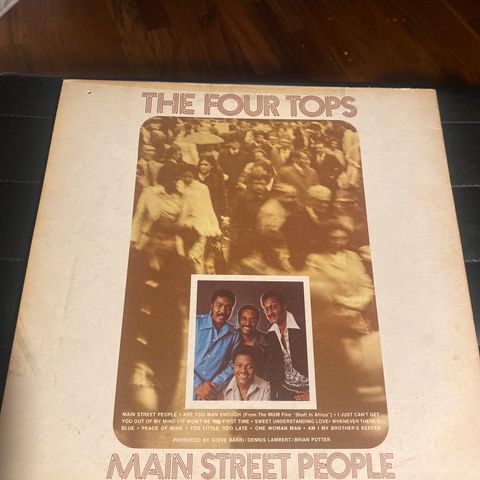 THE FOUR TOPS
MAIN STREET PEOPLE • ARE YOU MAN ENOUGH (From The MGM Film "Shaft in Africa") • I JUST CAN'T GET
YOU OUT OF MY MIND • IT WON'T BE THE FIRST TIME • SWEET UNDERSTANDING LOVE • WHENEVER THERE'S
BLUE • PEACE OF MIND • TOO LITTLE, TOO LATE • ONE WOMAN MAN • AM I MY BROTHER'S KEEPER
PRODUCED BY STEVE BARRI/DENNIS LAMBERT/BRIAN POTTER
MAIN STREET PEOPLE